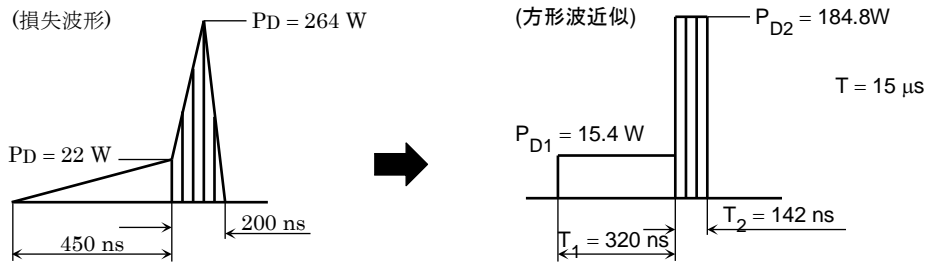 (損失波形)
PD = 264 W
PD = 22 W
200 ns
450 ns
(方形波近似)
PD2 = 184.8W
T = 15 μs
PD1 = 15.4 W
T2 = 142 ns
T1 = 320 ns